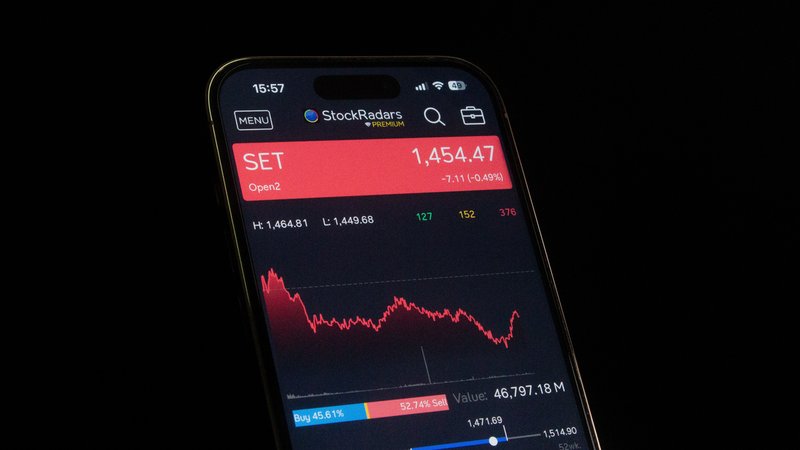 15:57 49
MENU StockRadars
PREMIUM
SET 1,454.47
Open2 -7.11 (-0.49%)
H: 1,464.81 L: 1,449.68 127 152 376
Buy 45.61% 52.74% Sell Value: 46,797.18 M
1,471.69
1,514.90
52wk.